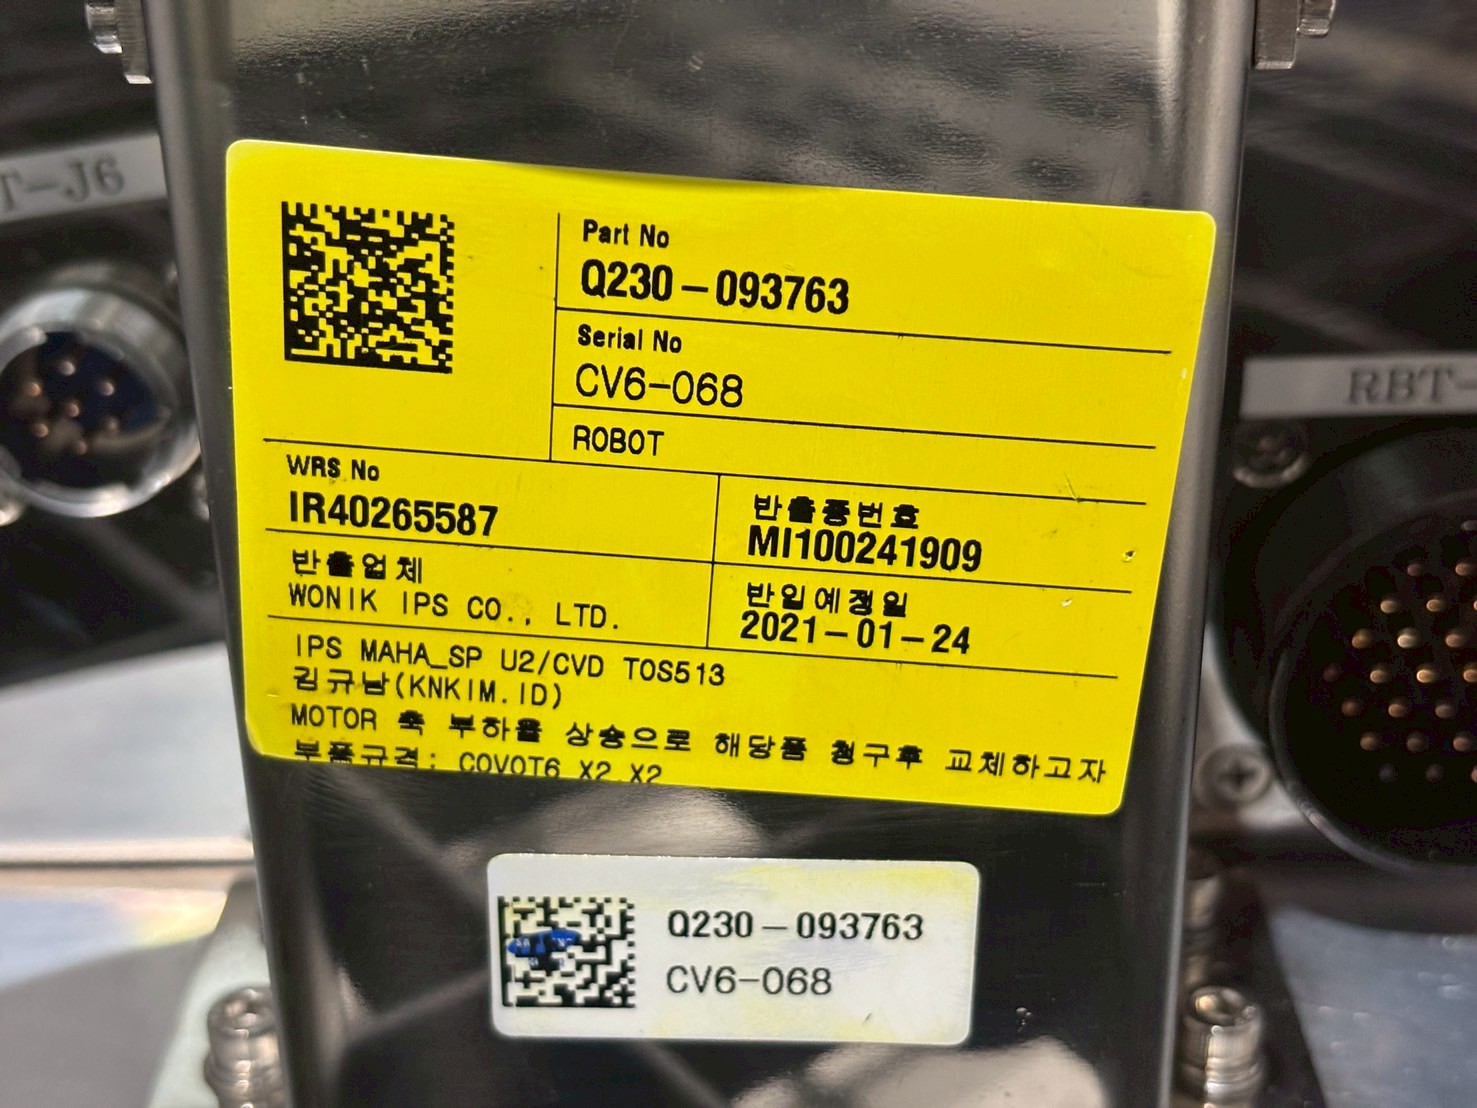 T-J6
Part No
Q230-093763
Serial No
CV6-068
ROBOT
WRS No
IR40265587
반출증번호
MI100241909
반출업체
WONIK IPS CO., LTD.
반입예정일
2021-01-24
IPS MAHA_SP U2/CVD TOS513
김규남(KNKIM.ID)
MOTOR 축 부하율 상승으로 해당품 청구후 교체하고자
부품규격: COVOT6 X2 X2
RBT-
Q230-093763
CV6-068